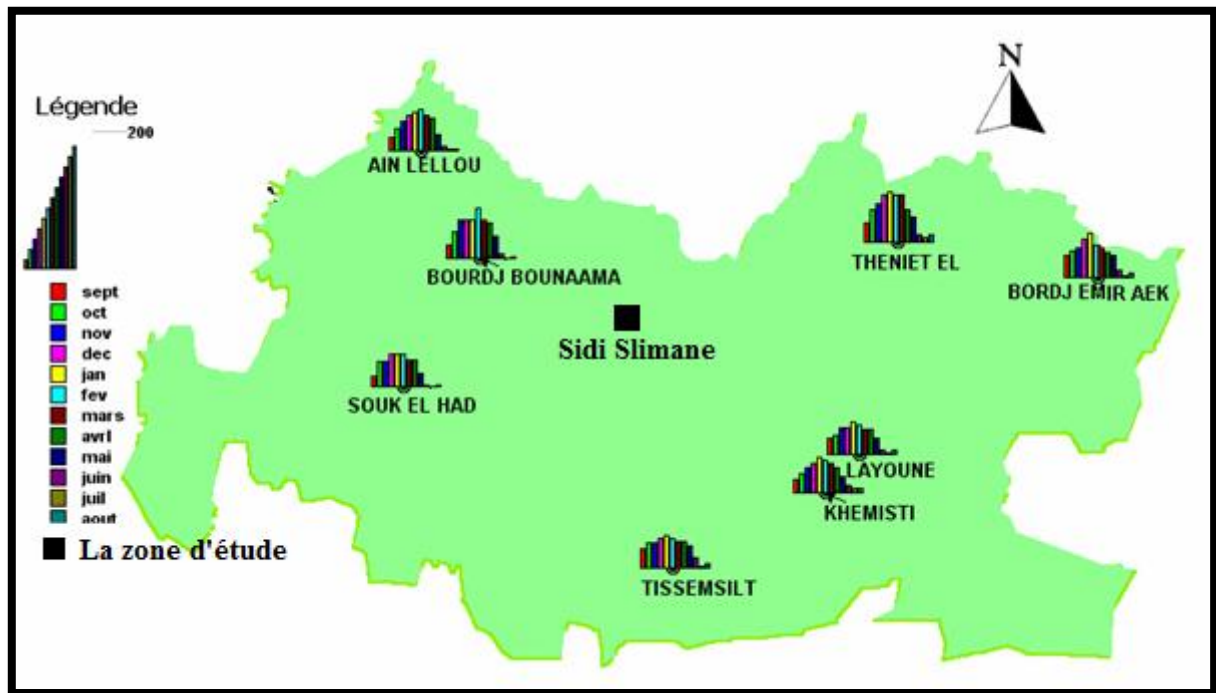 N
Légende
200
AIN LELLOU
BOURDJ BOUNAAMA
THENIET EL
BORDJ EMIR AEK
sept
oct
nov
dec
jan
fev
mars
avrl
mai
juin
juil
aout
Sidi Slimane
SOUK EL HAD
LAYOUNE
KHEMISTI
La zone d'étude
TISSEMSILT